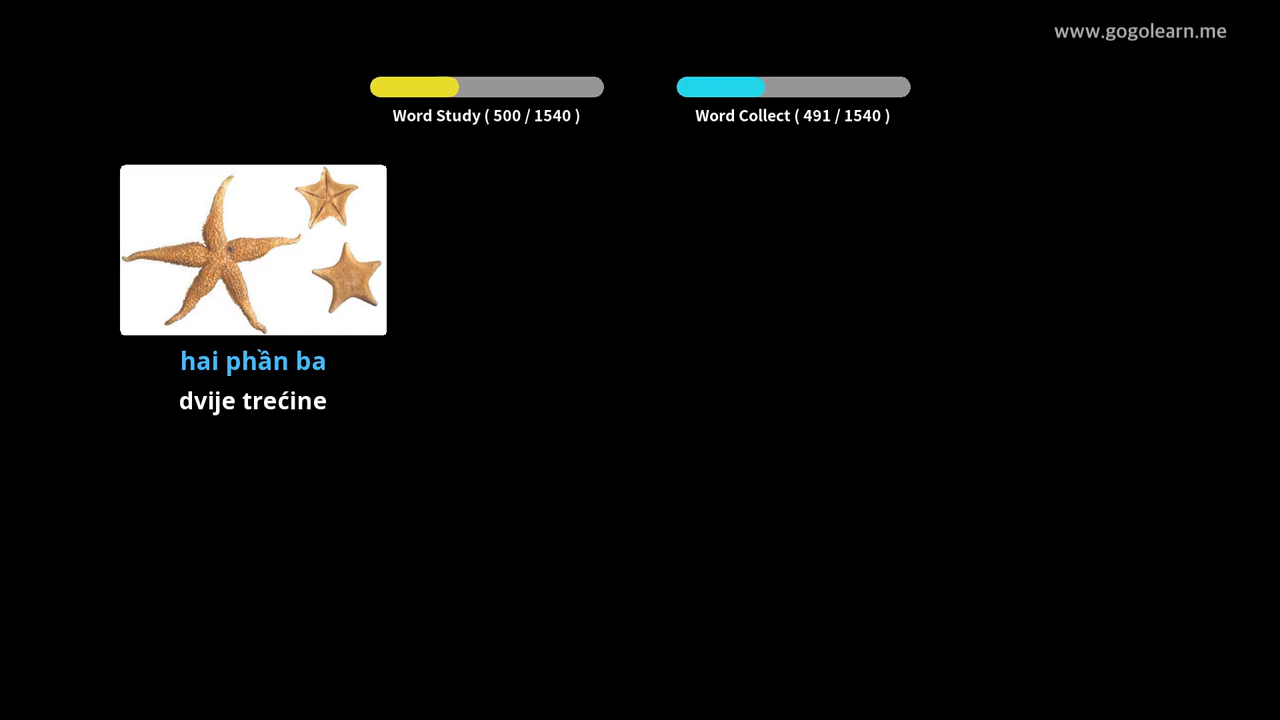 www.gogolearn.me
Word Study ( 500 / 1540 )
Word Collect ( 491 / 1540 )
hai phần ba
dvije trećine